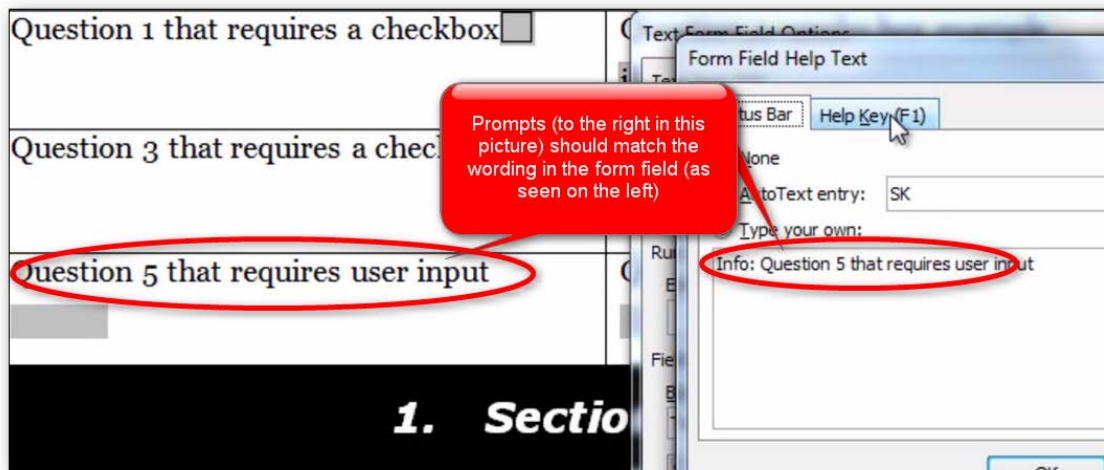 Question 1 that requires a checkbox
Text Form Field Options
Form Field Help Text
Help Key (F1)
Prompts (to the right in this
picture) should match the
wording in the form field (as
seen on the left)
None
Question 3 that requires a
AutoText entry: SK
Type your own:
Question 5 that requires user input
Info: Question 5 that requires user input
1. Sectio
OK